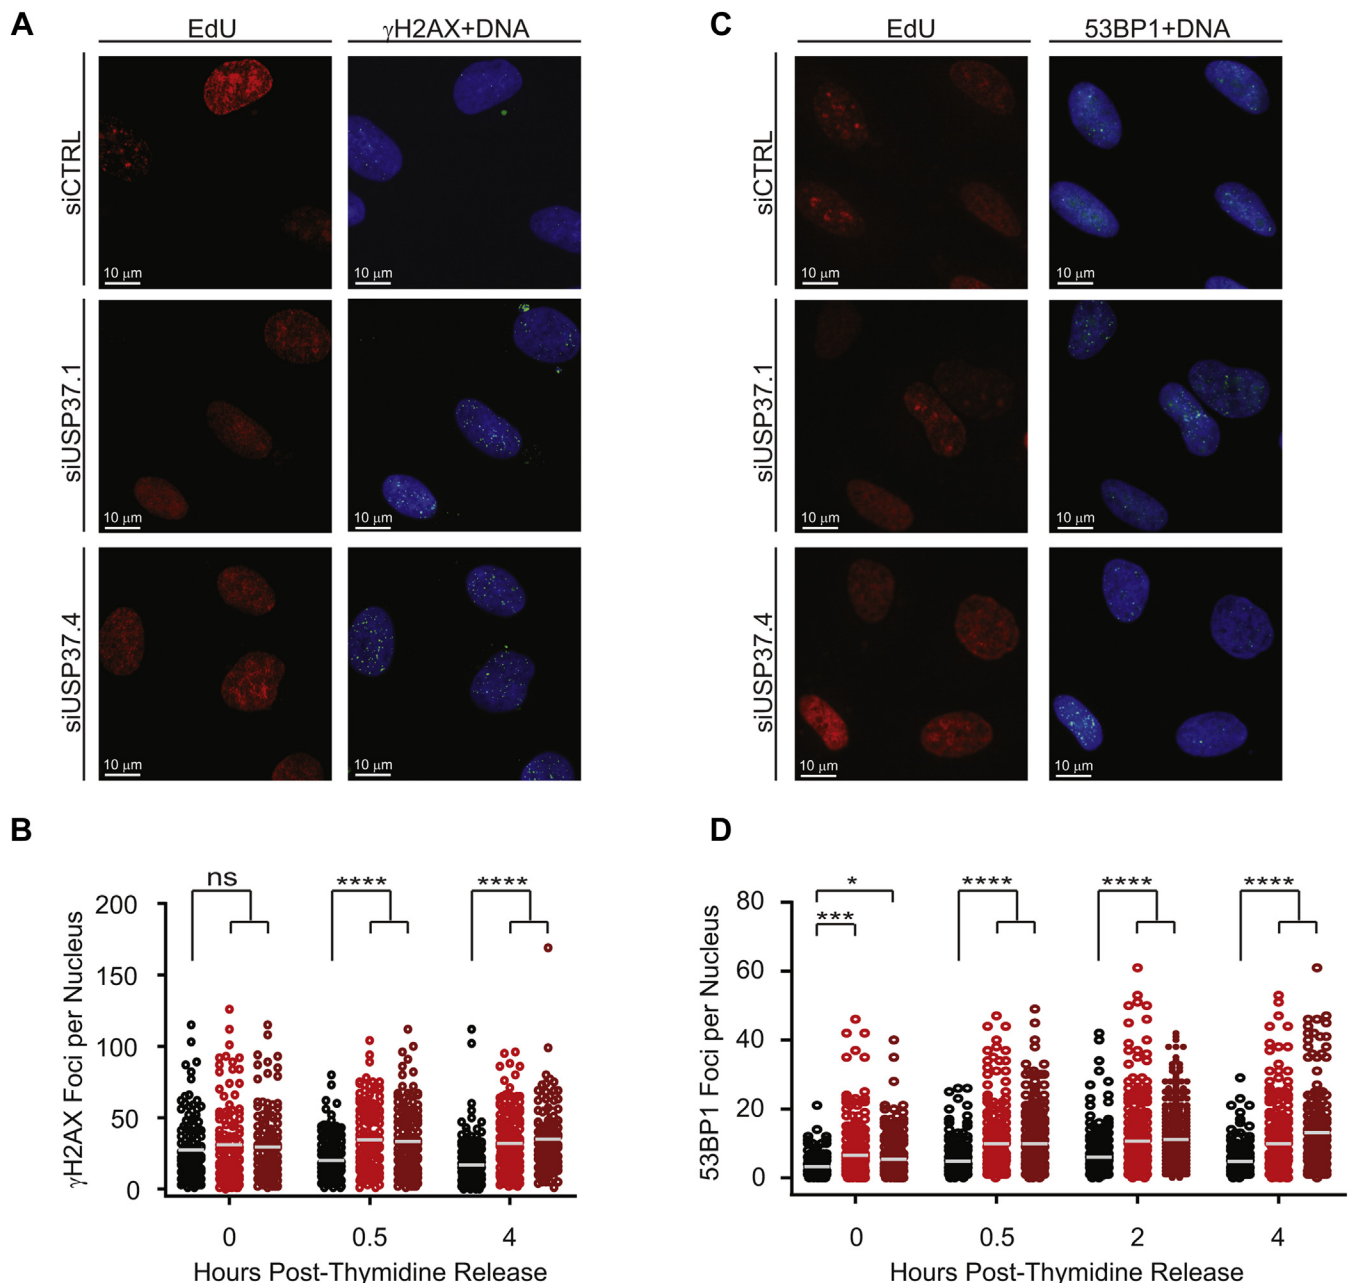 A
EdU
γH2AX+DNA
siCTRL
10 μm
10 μm
siUSP37.1
10 μm
10 μm
siUSP37.4
10 μm
10 μm
C
EdU
53BP1+DNA
siCTRL
10 μm
10 μm
siUSP37.1
10 μm
10 μm
siUSP37.4
10 μm
10 μm
B
γH2AX Foci per Nucleus
200
150
100
50
0
ns
****
****
0
0.5
4
Hours Post-Thymidine Release
D
53BP1 Foci per Nucleus
80
60
40
20
0
*
***
****
****
****
0
0.5
2
4
Hours Post-Thymidine Release